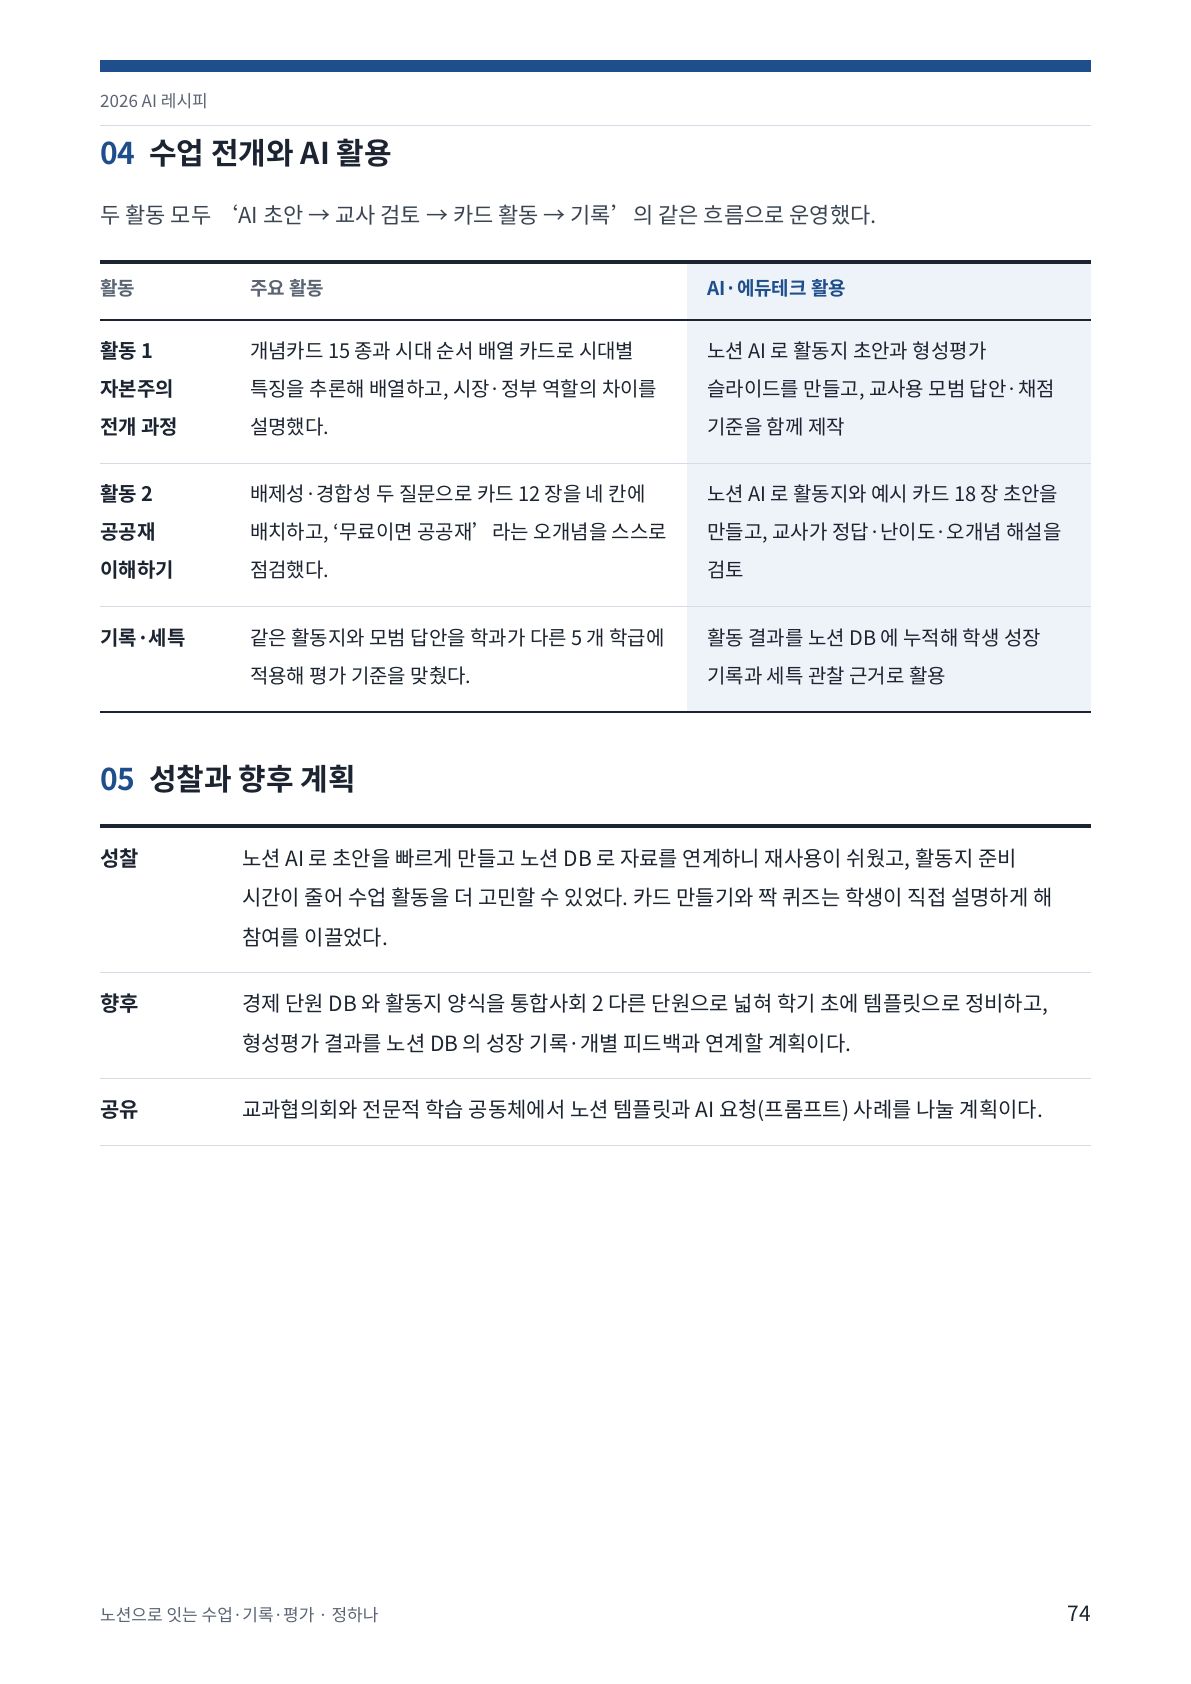 2026 AI 레시피
04 수업 전개와 AI 활용
두 활동 모두 ‘AI 초안 → 교사 검토 → 카드 활동 → 기록’의 같은 흐름으로 운영했다.
활동 주요 활동 AI·에듀테크 활용
활동 1 개념카드 15종과 시대 순서 배열 카드로 시대별 노션 AI로 활동지 초안과 형성평가
자본주의 특징을 추론해 배열하고, 시장·정부 역할의 차이를 슬라이드를 만들고, 교사용 모범 답안·채점
전개 과정 설명했다. 기준을 함께 제작
활동 2 배제성·경합성 두 질문으로 카드 12장을 네 칸에 노션 AI로 활동지와 예시 카드 18장 초안을
공공재 배치하고, ‘무료이면 공공재’라는 오개념을 스스로 만들고, 교사가 정답·난이도·오개념 해설을
이해하기 점검했다. 검토
기록·세특 같은 활동지와 모범 답안을 학과가 다른 5개 학급에 활동 결과를 노션 DB에 누적해 학생 성장
적용해 평가 기준을 맞췄다. 기록과 세특 관찰 근거로 활용
05 성찰과 향후 계획
성찰 노션 AI로 초안을 빠르게 만들고 노션 DB로 자료를 연계하니 재사용이 쉬웠고, 활동지 준비
시간이 줄어 수업 활동을 더 고민할 수 있었다. 카드 만들기와 짝 퀴즈는 학생이 직접 설명하게 해
참여를 이끌었다.
향후 경제 단원 DB와 활동지 양식을 통합사회2 다른 단원으로 넓혀 학기 초에 템플릿으로 정비하고,
형성평가 결과를 노션 DB의 성장 기록·개별 피드백과 연계할 계획이다.
공유 교과협의회와 전문적 학습 공동체에서 노션 템플릿과 AI 요청(프롬프트) 사례를 나눌 계획이다.
노션으로 잇는 수업·기록·평가 · 정하나 74